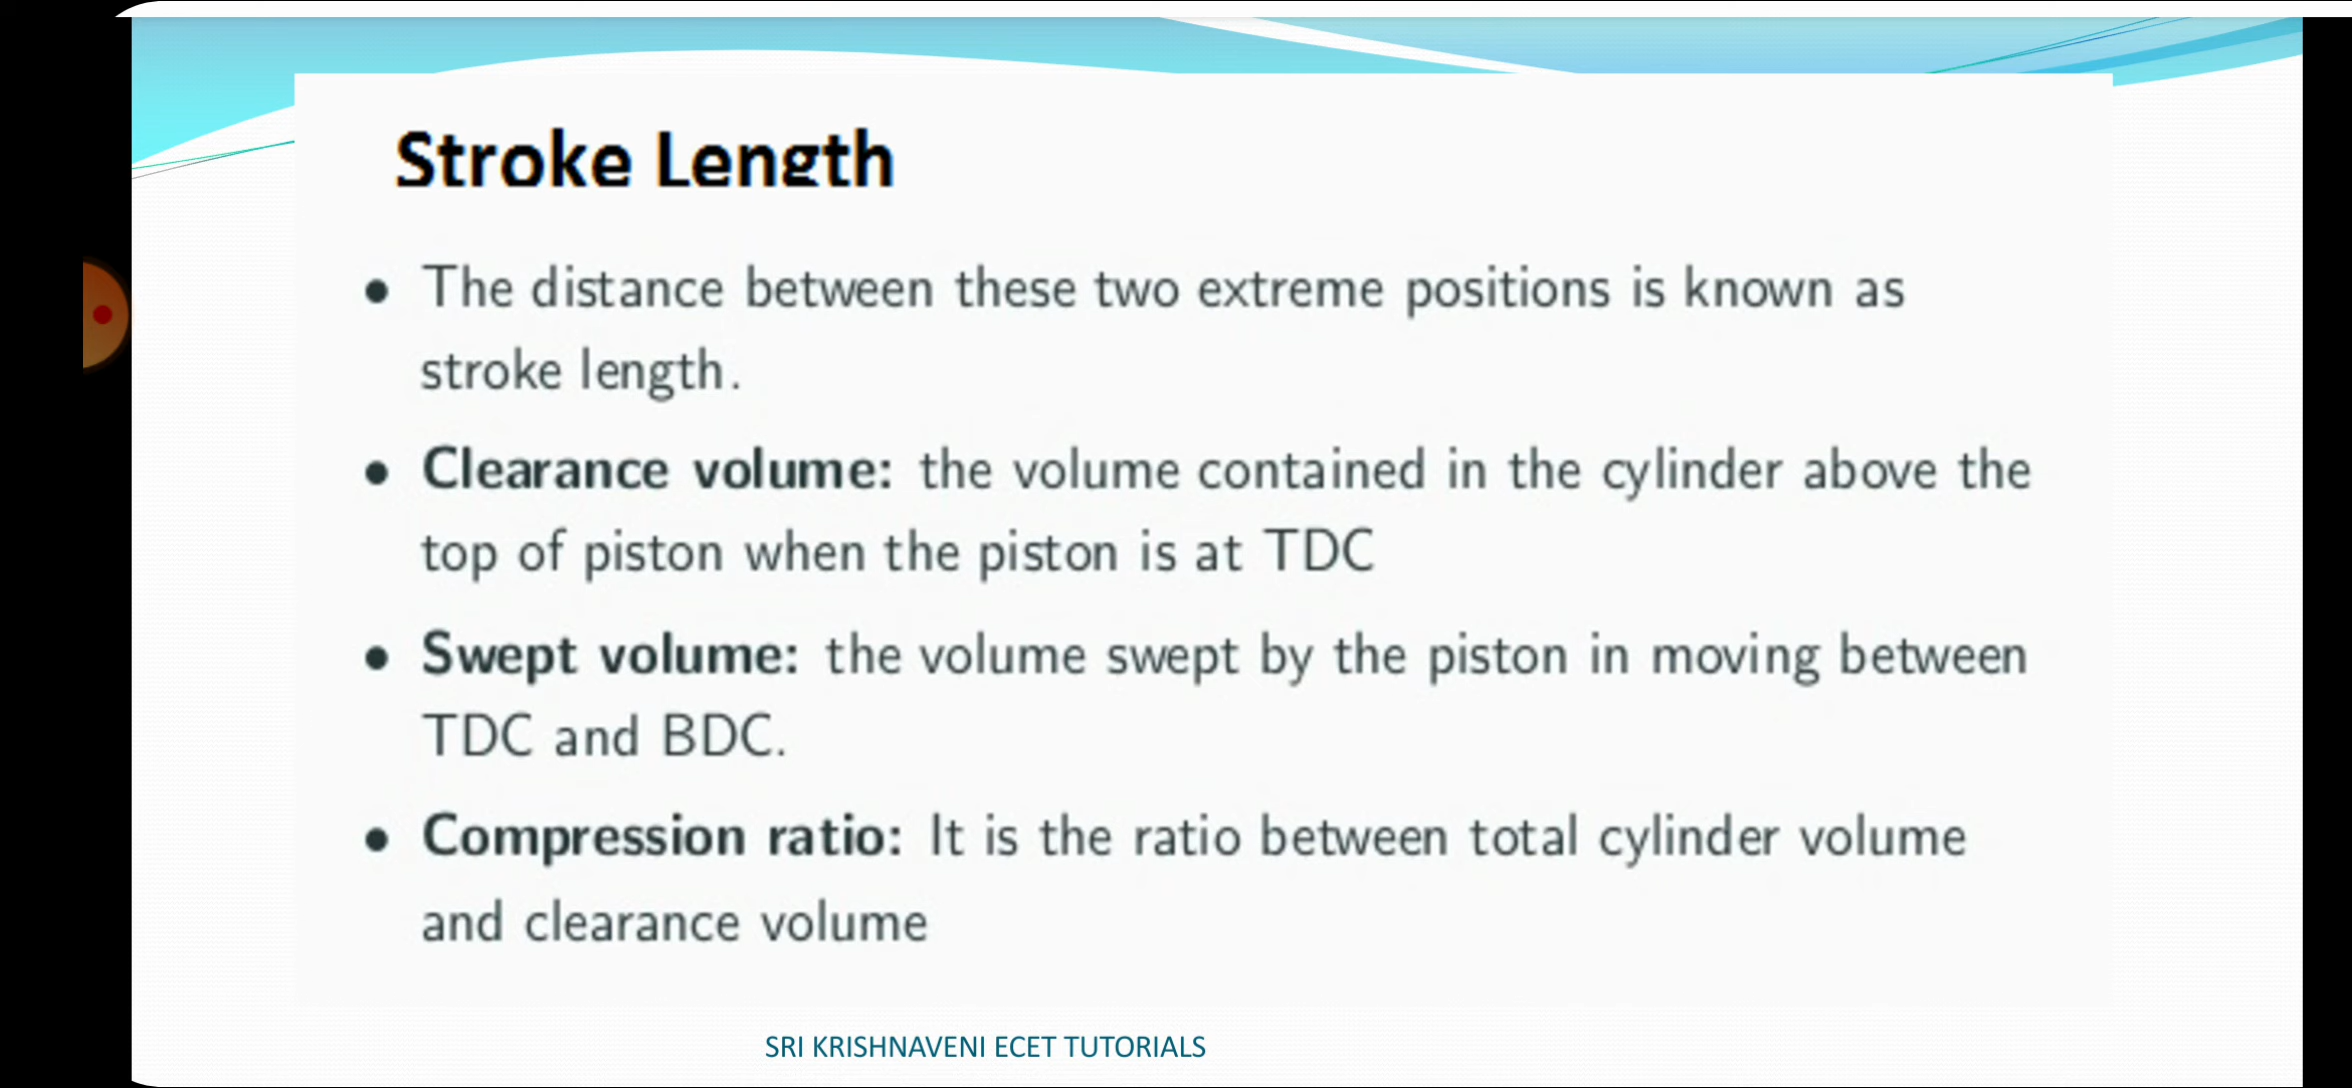 Stroke Length
• The distance between these two extreme positions is known as
stroke length.
• Clearance volume: the volume contained in the cylinder above the
top of piston when the piston is at TDC
• Swept volume: the volume swept by the piston in moving between
TDC and BDC.
• Compression ratio: It is the ratio between total cylinder volume
and clearance volume
SRI KRISHNAVENI ECET TUTORIALS